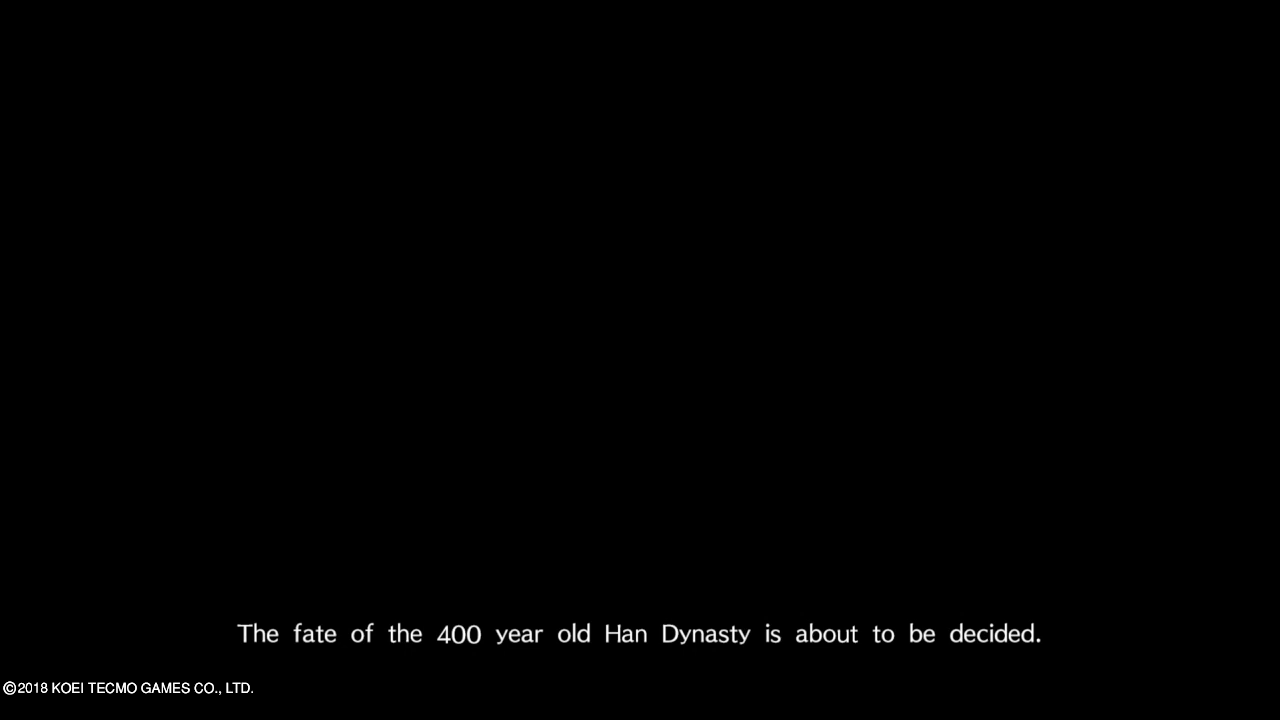 The fate of the 400 year old Han Dynasty is about to be decided.
©2018 KOEI TECMO GAMES CO., LTD.